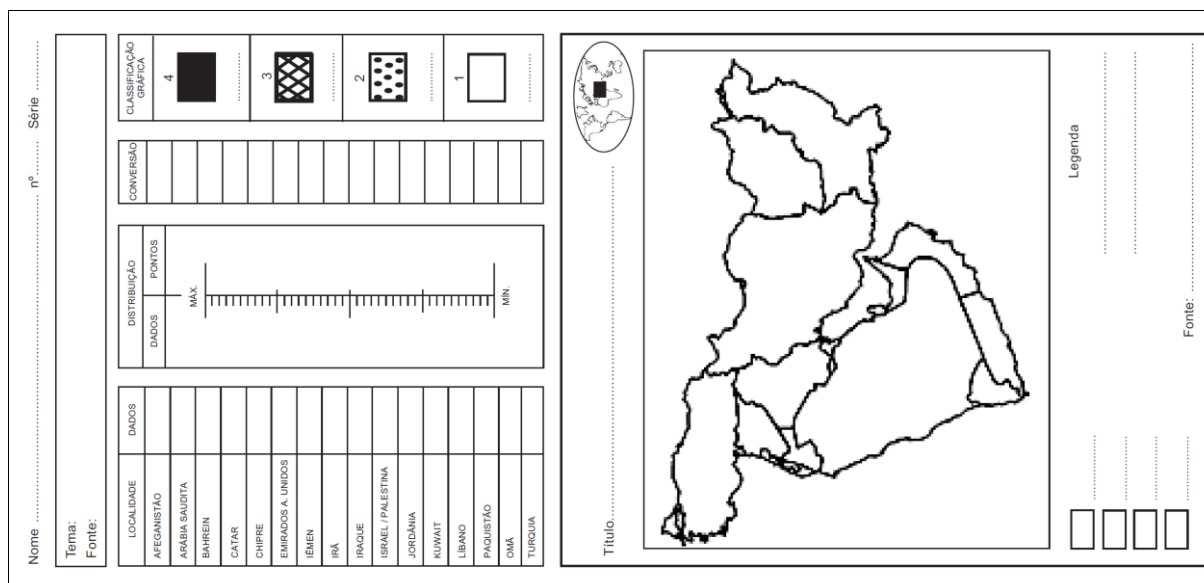 Nome ........................ nº............. Série ..............
Tema:
Fonte:
LOCALIDADE DADOS
AFEGANISTÃO
ARÁBIA SAUDITA
BAHREIN
CATAR
CHIPRE
EMIRADOS A. UNIDOS
IÊMEN
IRÃ
IRAQUE
ISRAEL / PALESTINA
JORDÂNIA
KUWAIT
LÍBANO
PAQUISTÃO
OMÃ
TURQUIA
DISTRIBUIÇÃO
DADOS PONTOS
MÁX.
MÍN.
CONVERSÃO
CLASSIFICAÇÃO
GRÁFICA
4
3
2
1
Título........................
Legenda
Fonte: ........................